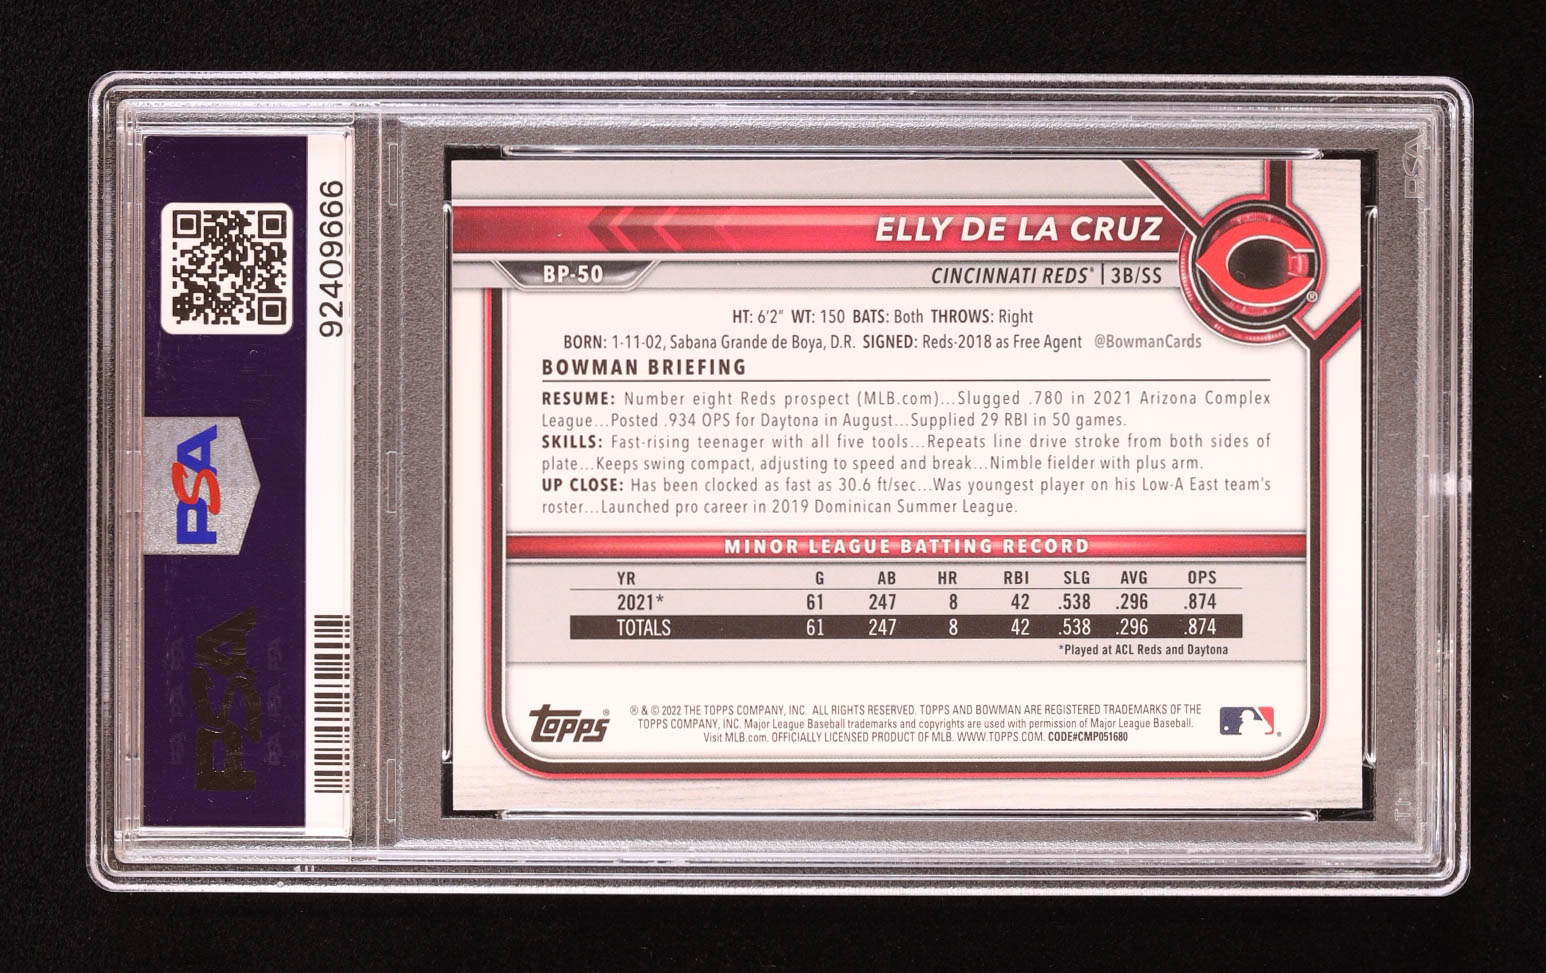 92409666
PSA
PSA
PSA
ELLY DE LA CRUZ
BP-50
CINCINNATI REDS® | 3B/SS
HT: 6'2" WT: 150 BATS: Both THROWS: Right
BORN: 1-11-02, Sabana Grande de Boya, D.R. SIGNED: Reds-2018 as Free Agent @BowmanCards
BOWMAN BRIEFING
RESUME: Number eight Reds prospect (MLB.com)...Slugged .780 in 2021 Arizona Complex
League...Posted .934 OPS for Daytona in August...Supplied 29 RBI in 50 games.
SKILLS: Fast-rising teenager with all five tools...Repeats line drive stroke from both sides of
plate...Keeps swing compact, adjusting to speed and break...Nimble fielder with plus arm.
UP CLOSE: Has been clocked as fast as 30.6 ft/sec...Was youngest player on his Low-A East team's
roster...Launched pro career in 2019 Dominican Summer League.
MINOR LEAGUE BATTING RECORD
YR G AB HR RBI SLG AVG OPS
2021* 61 247 8 42 .538 .296 .874
TOTALS 61 247 8 42 .538 .296 .874
*Played at ACL Reds and Daytona
TOPPS®
® & © 2022 THE TOPPS COMPANY, INC. ALL RIGHTS RESERVED. TOPPS AND BOWMAN ARE REGISTERED TRADEMARKS OF THE
TOPPS COMPANY, INC. Major League Baseball trademarks and copyrights are used with permission of Major League Baseball.
Visit MLB.com. OFFICIALLY LICENSED PRODUCT OF MLB. WWW.TOPPS.COM. CODE#CMP051680